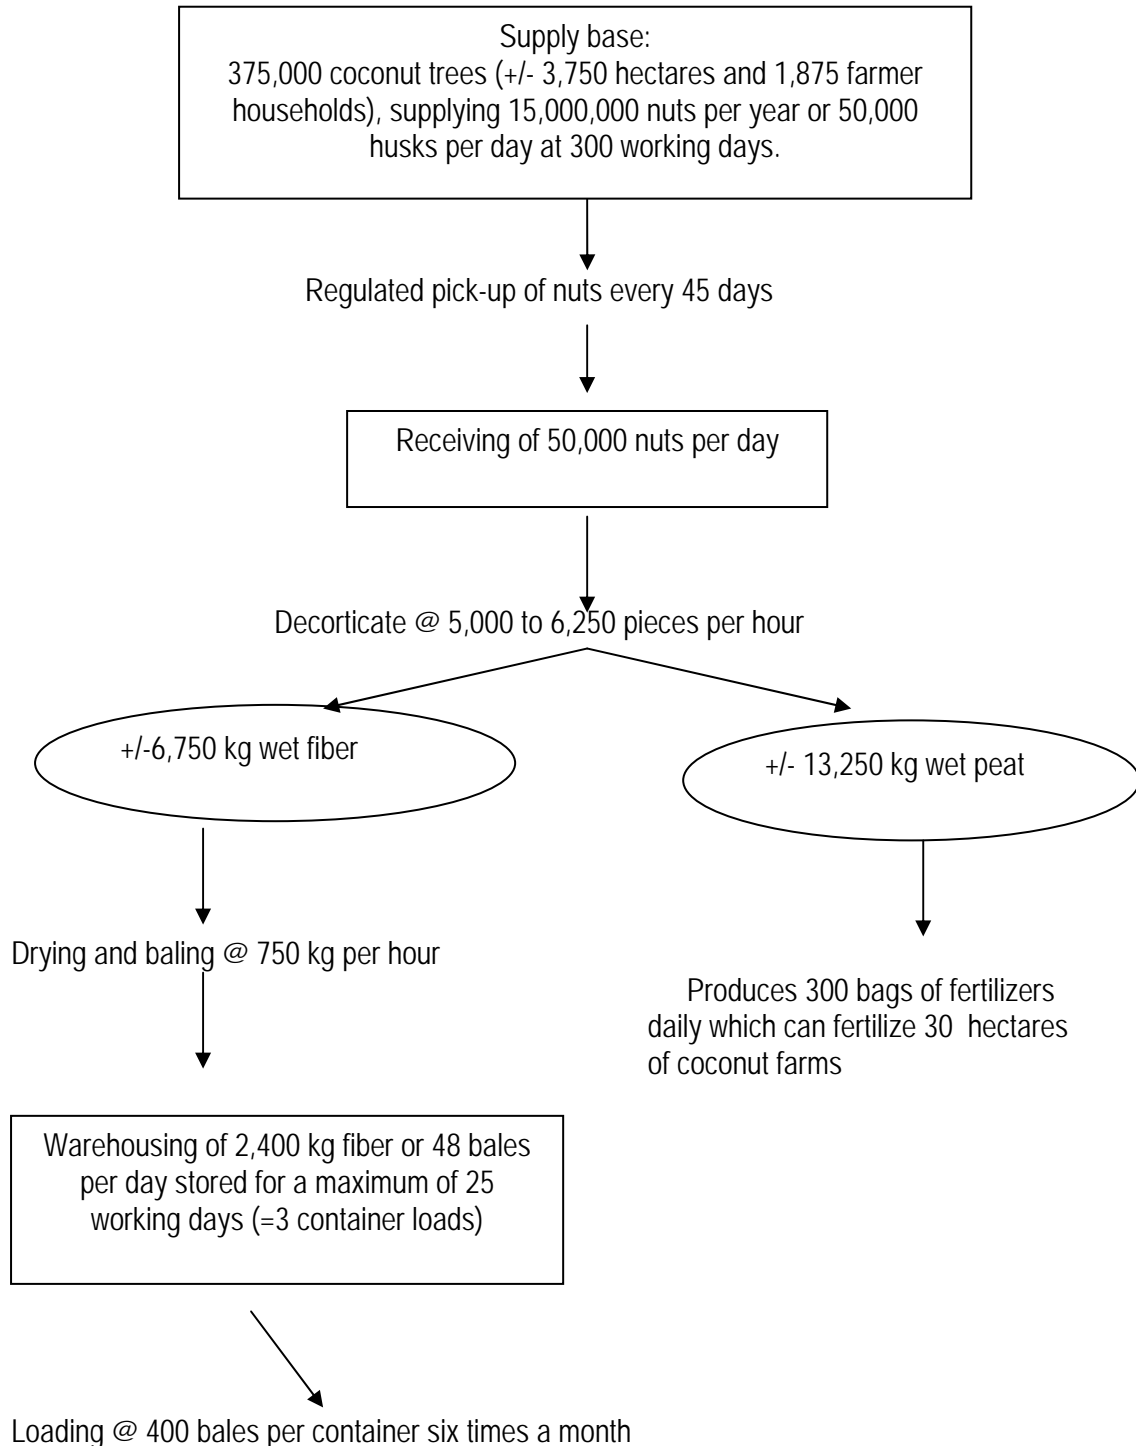 Supply base:
375,000 coconut trees (+/- 3,750 hectares and 1,875 farmer
households), supplying 15,000,000 nuts per year or 50,000
husks per day at 300 working days.
Regulated pick-up of nuts every 45 days
Receiving of 50,000 nuts per day
Decorticate @ 5,000 to 6,250 pieces per hour
+/-6,750 kg wet fiber
+/- 13,250 kg wet peat
Drying and baling @ 750 kg per hour
Produces 300 bags of fertilizers
daily which can fertilize 30 hectares
of coconut farms
Warehousing of 2,400 kg fiber or 48 bales
per day stored for a maximum of 25
working days (=3 container loads)
Loading @ 400 bales per container six times a month